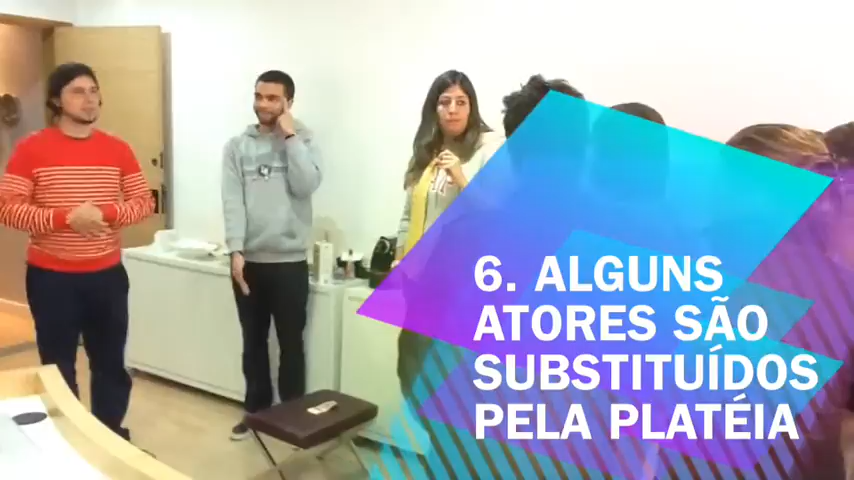 6. ALGUNS
ATORES SÃO
SUBSTITUÍDOS
PELA PLATÉIA